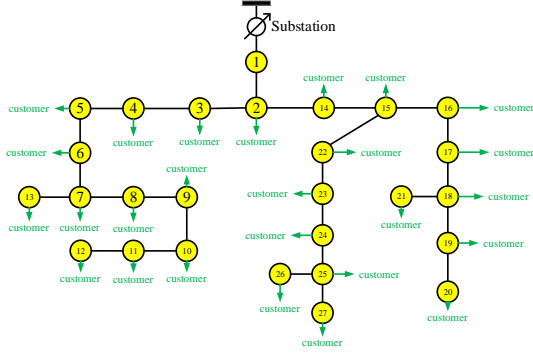 Substation
1
customer customer
5 4 3 2 14 15 16
customer customer
customer customer customer
6 customer 22 customer 17 customer
customer
13 7 8 9 23 customer 21 18 customer
customer
customer customer customer customer
24 customer 19 customer
12 11 10
26 25 customer
customer customer customer 20
customer customer
27
customer